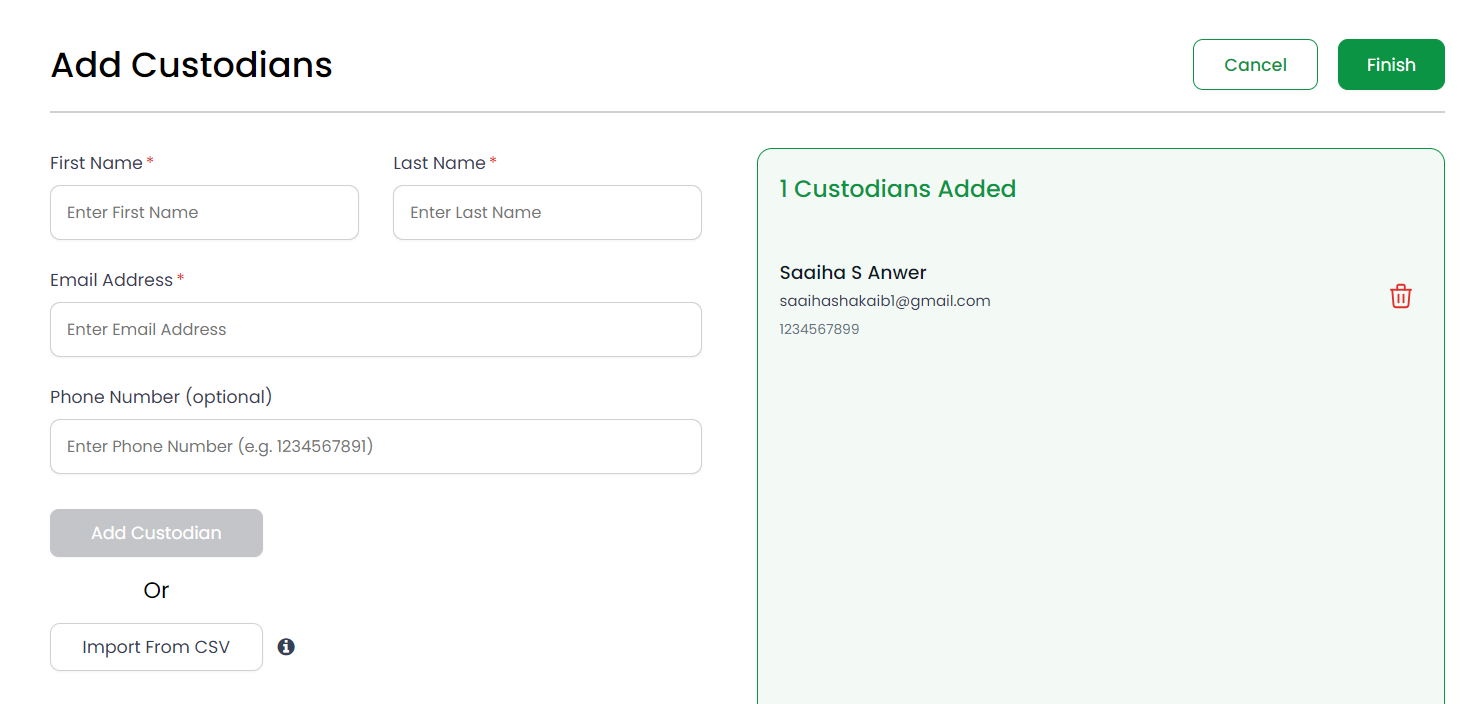 Add Custodians
Cancel
Finish
First Name *
Last Name *
Enter First Name
Enter Last Name
Email Address *
Enter Email Address
Phone Number (optional)
Enter Phone Number (e.g. 1234567891)
Add Custodian
Or
Import From CSV
1 Custodians Added
Saaiha S Anwer
saaihashakaib1@gmail.com
1234567899